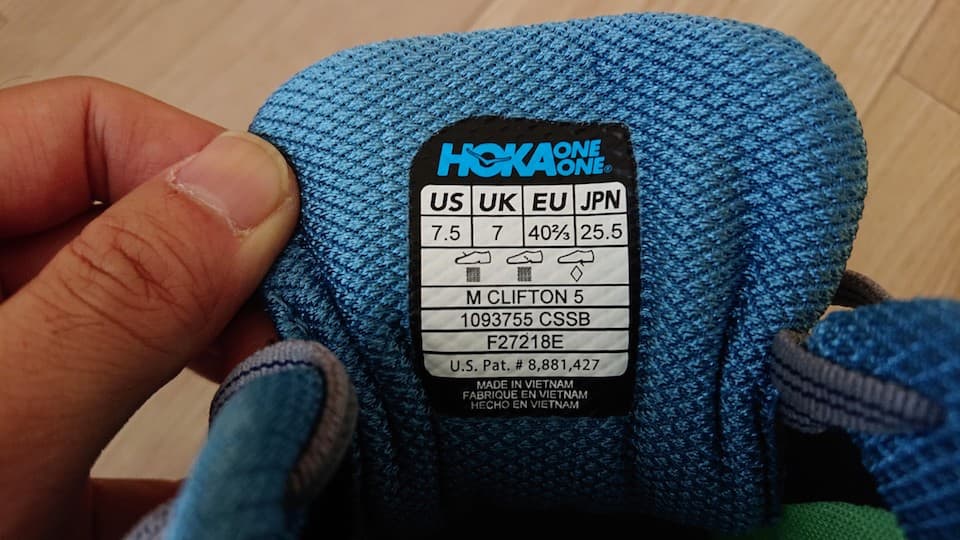 HOKA ONE ONE®
US UK EU JPN
7.5 7 40⅔ 25.5
M CLIFTON 5
1093755 CSSB
F27218E
U.S. Pat. # 8,881,427
MADE IN VIETNAM
FABRIQUE EN VIETNAM
HECHO EN VIETNAM